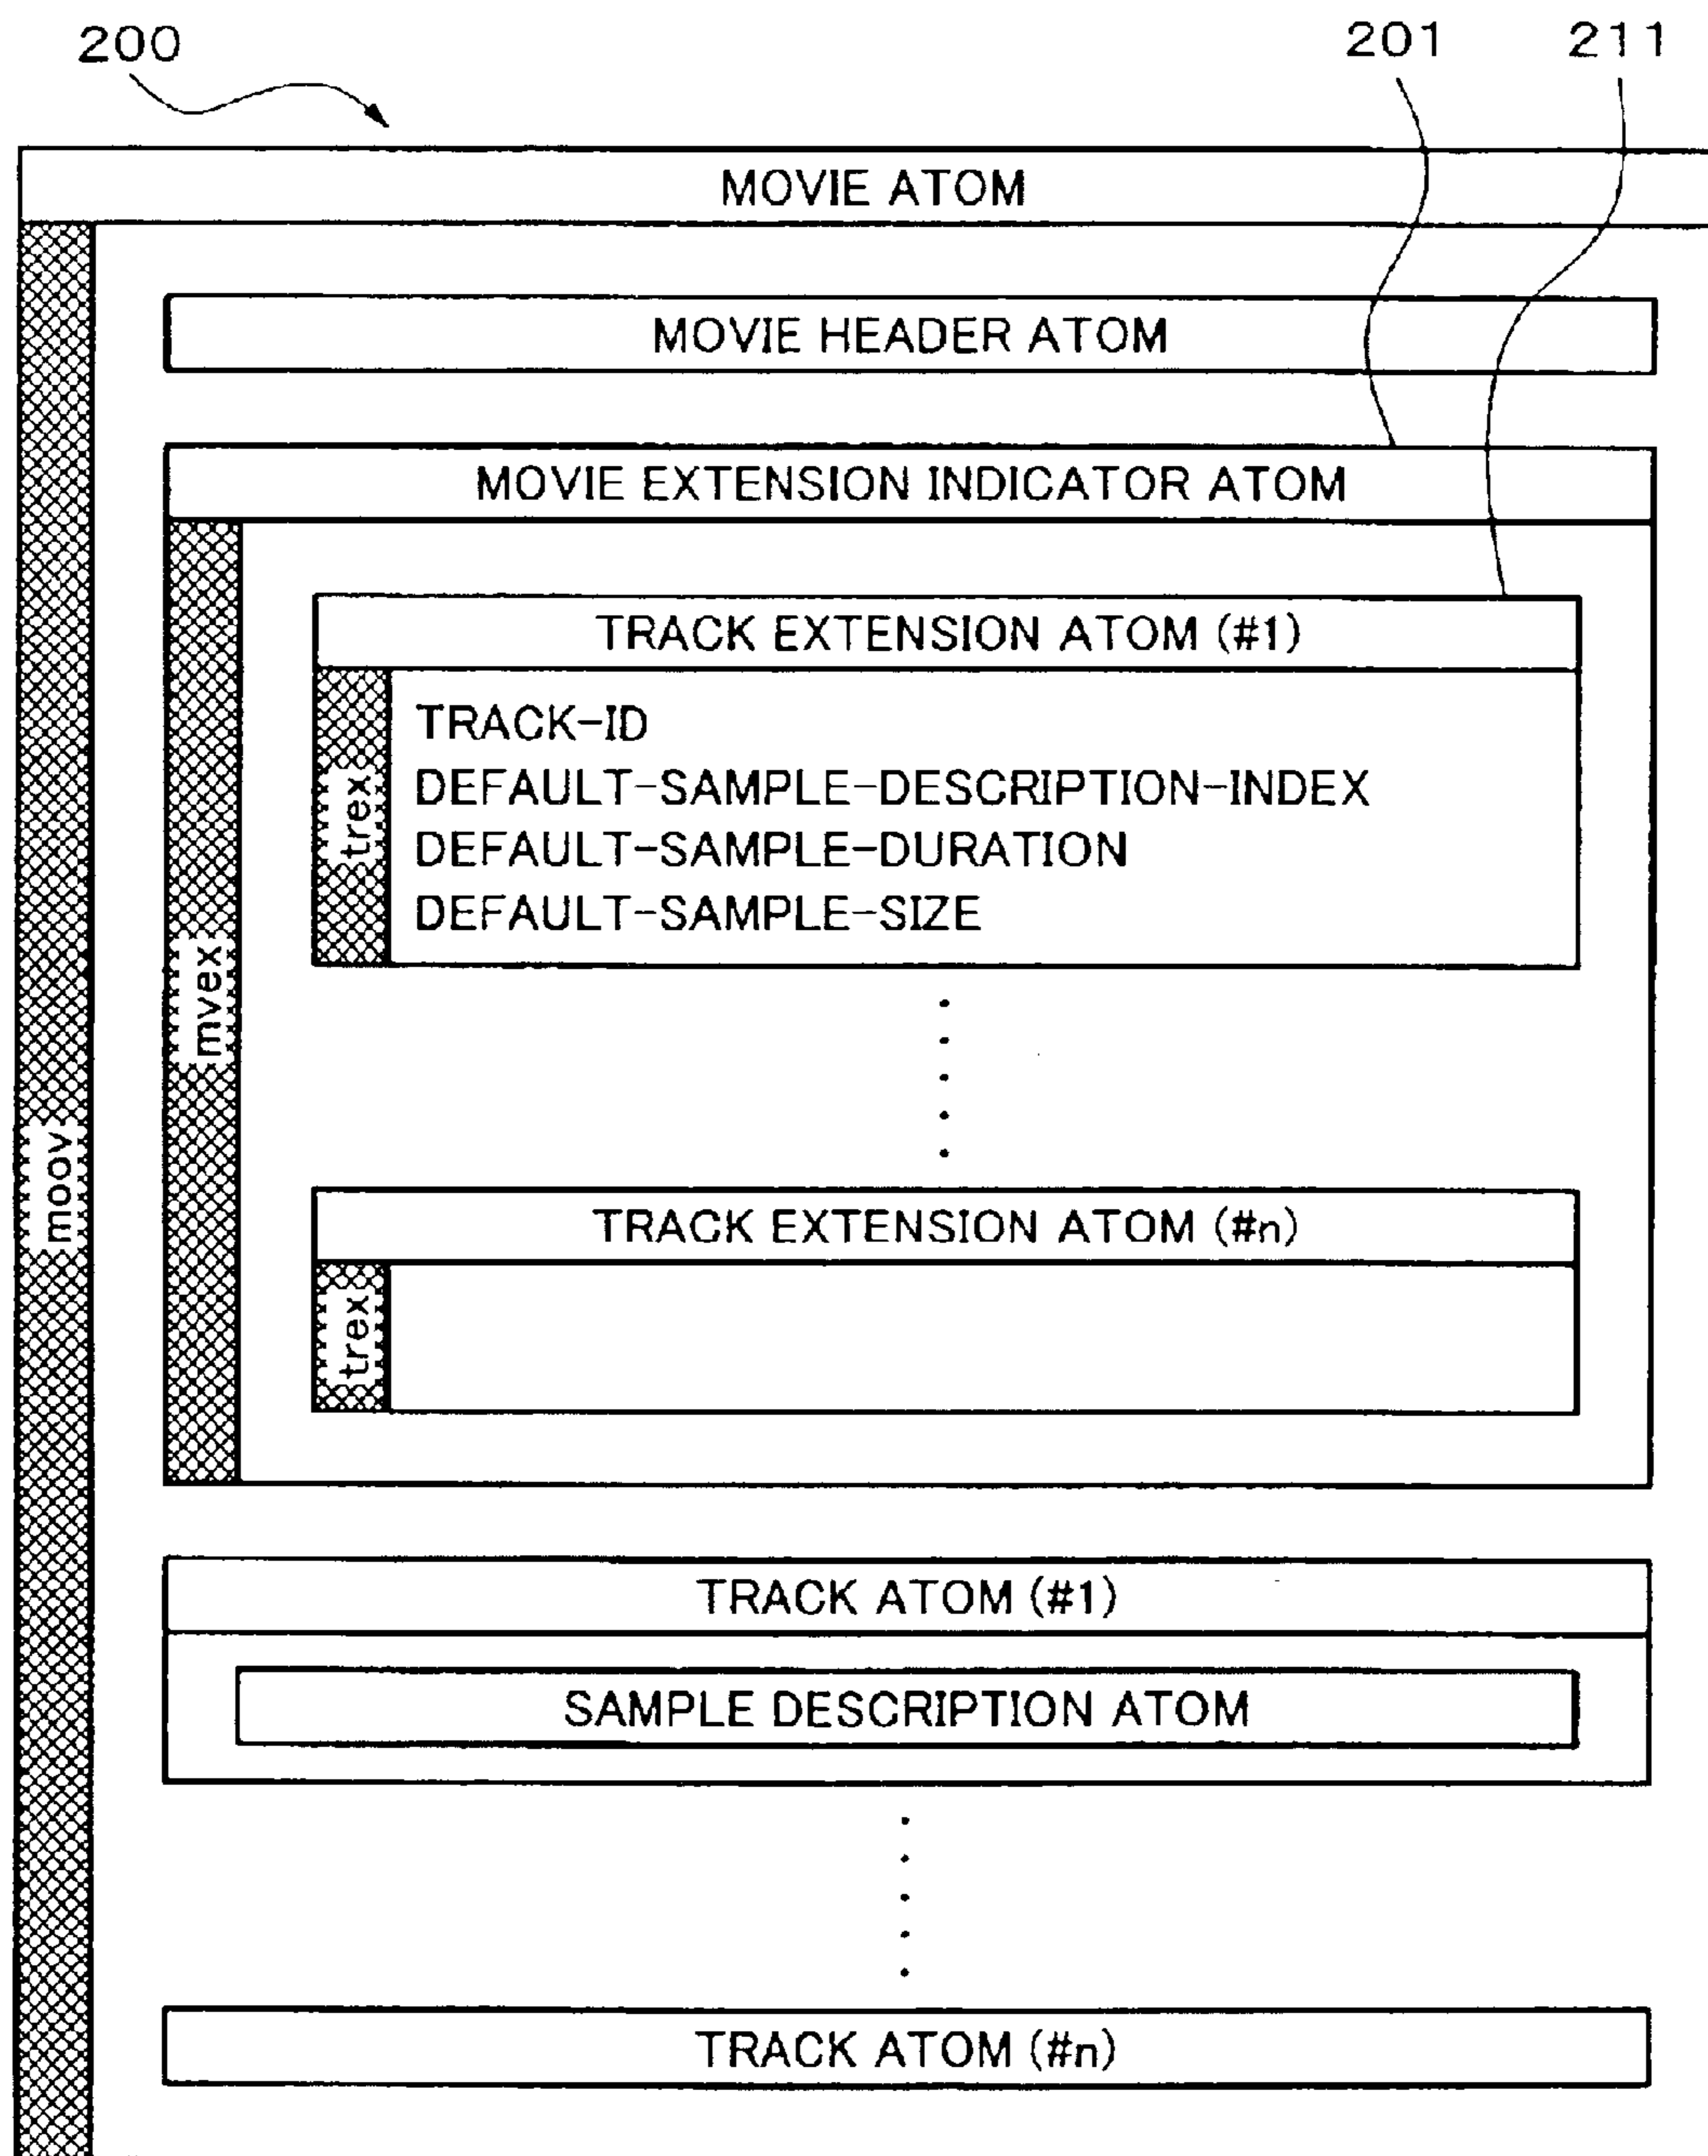 200
201
211
MOVIE ATOM
MOVIE HEADER ATOM
MOVIE EXTENSION INDICATOR ATOM
TRACK EXTENSION ATOM (#1)
TRACK-ID
DEFAULT-SAMPLE-DESCRIPTION-INDEX
DEFAULT-SAMPLE-DURATION
DEFAULT-SAMPLE-SIZE
trex
mvex
moov
TRACK EXTENSION ATOM (#n)
trex
TRACK ATOM (#1)
SAMPLE DESCRIPTION ATOM
TRACK ATOM (#n)